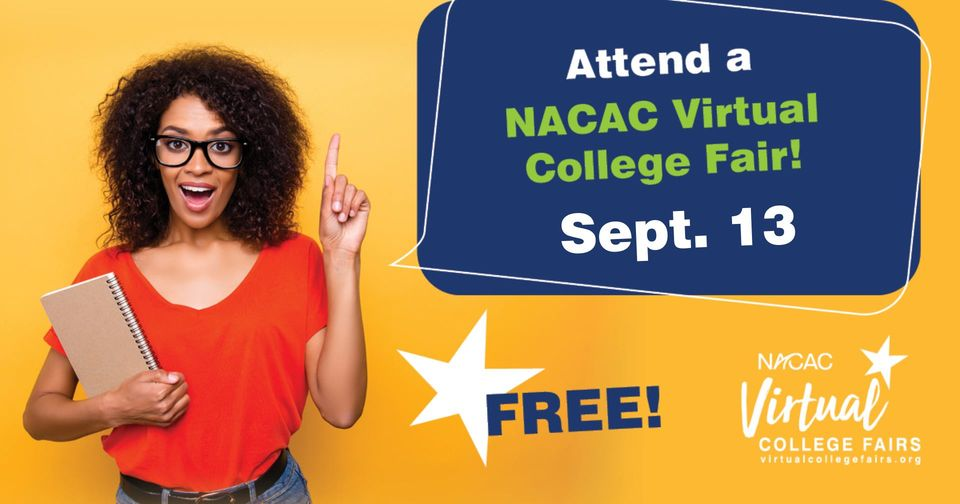 Attend a
NACAC Virtual
College Fair!
Sept. 13
FREE!
NACAC
Virtual
COLLEGE FAIRS
virtualcollegefairs.org